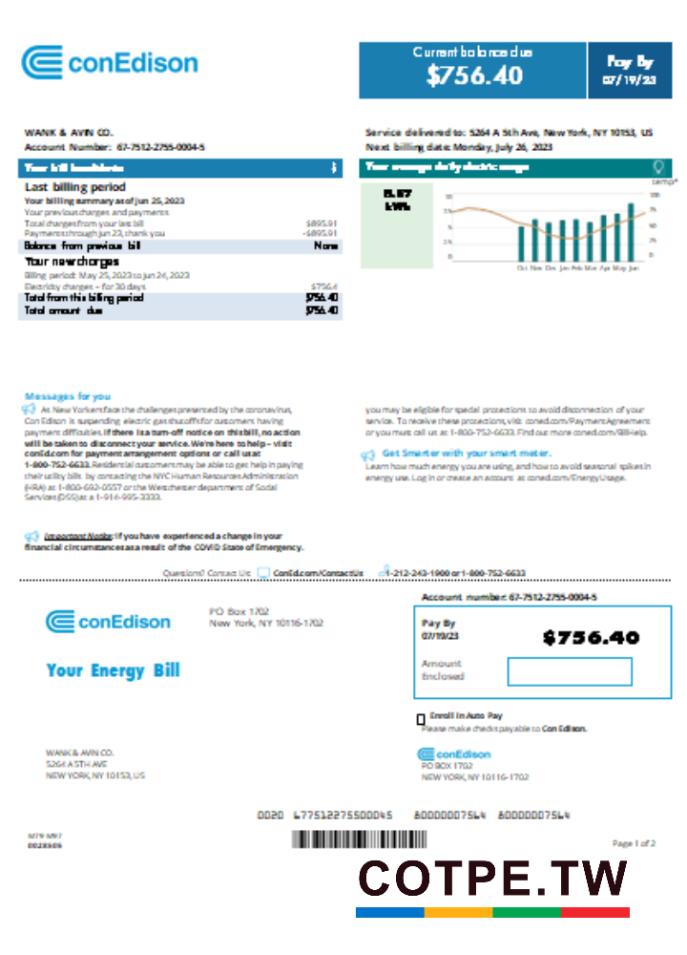 conEdison
Current balance due
$756.40
Pay By
07/19/23
WANK & AVIN CO.
Account Number: 67-7512-2755-0004-5
Service delivered to: 5264 A 5th Ave, New York, NY 10153, US
Next billing date: Monday, July 26, 2023
Your bill
Your average daily electric usage
Last billing period
Your billing summary as of Jun 25, 2023
Your previous charges and payments
Total charges from your last bill $895.91
Payments through Jun 23, thank you -$895.91
Balance from previous bill None
Your new charges
Billing period: May 25, 2023 to Jun 24, 2023
Electricity charges – for 30 days $756.4
Total from this billing period $756.40
Total amount due $756.40
kWh
temp°
Oct Nov Dec Jan Feb Mar Apr May Jun
Messages for you
As New Yorkers face the challenges presented by the coronavirus,
Con Edison is suspending electric gas shutoffs for customers having
payment difficulties. If there is a turn-off notice on this bill, no action
will be taken to disconnect your service. We're here to help – visit
conEd.com for payment arrangement options or call us at
1-800-752-6633. Residential customers may be able to get help in paying
their utility bills by contacting the NYC Human Resources Administration
(HRA) at 1-800-692-0557 or the Westchester department of Social
Services (DSS) at a 1-914-995-3333.
you may be eligible for special protections to avoid disconnection of your
service. To receive these protections, visit: coned.com/PaymentAgreement
or you must call us at 1-800-752-6633. Find out more coned.com/BillHelp.
Get Smarter with your smart meter.
Learn how much energy you are using, and how to avoid seasonal spikes in
energy use. Log in or create an account at coned.com/EnergyUsage.
Important Notice: If you have experienced a change in your
financial circumstances as a result of the COVID State of Emergency.
Questions? Contact Us: ConEd.com/ContactUs 1-212-243-1900 or 1-800-752-6633
Account number: 67-7512-2755-0004-5
conEdison
PO Box 1702
New York, NY 10116-1702
Pay By
07/19/23
$756.40
Amount
Enclosed
Your Energy Bill
Enroll in Auto Pay
Please make checks payable to Con Edison.
WANK & AVIN CO.
5264 A 5TH AVE
NEW YORK, NY 10153, US
conEdison
PO BOX 1702
NEW YORK, NY 10116-1702
0020 677512275500045 80000007564 80000007564
Page 1 of 2
COTPE.TW